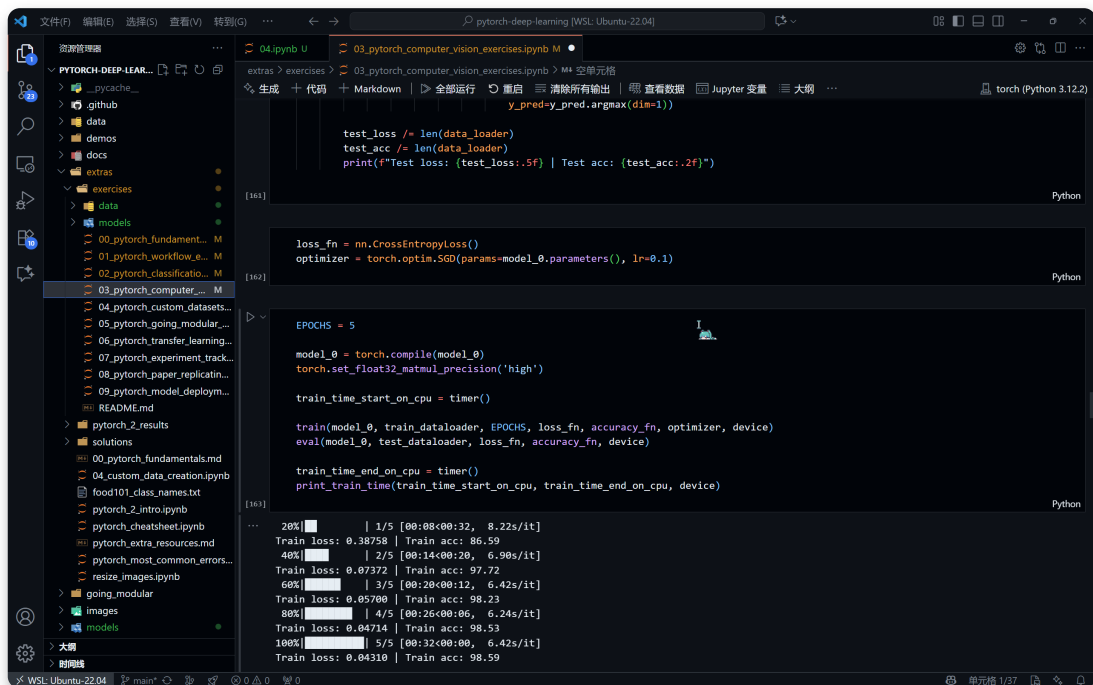 文件(F) 编辑(E) 选择(S) 查看(V) 转到(G) ··· pytorch-deep-learning [WSL: Ubuntu-22.04]
资源管理器 ···
PYTORCH-DEEP-LEAR...
__pycache__
.github
data
demos
docs
extras
exercises
data
models
00_pytorch_fundament... M
01_pytorch_workflow_e... M
02_pytorch_classificatio... M
03_pytorch_computer_... M
04_pytorch_custom_datasets...
05_pytorch_going_modular_...
06_pytorch_transfer_learning...
07_pytorch_experiment_track...
08_pytorch_paper_replicatin...
09_pytorch_model_deploym...
README.md
pytorch_2_results
solutions
00_pytorch_fundamentals.md
04_custom_data_creation.ipynb
food101_class_names.txt
pytorch_2_intro.ipynb
pytorch_cheatsheet.ipynb
pytorch_extra_resources.md
pytorch_most_common_errors...
resize_images.ipynb
going_modular
images
models
大纲
时间线
1
23
10
04.ipynb U 03_pytorch_computer_vision_exercises.ipynb M
extras > exercises > 03_pytorch_computer_vision_exercises.ipynb > M↓ 空单元格
生成 + 代码 + Markdown 全部运行 重启 清除所有输出 查看数据 Jupyter 变量 大纲 ··· torch (Python 3.12.2)
y_pred=y_pred.argmax(dim=1))
test_loss /= len(data_loader)
test_acc /= len(data_loader)
print(f"Test loss: {test_loss:.5f} | Test acc: {test_acc:.2f}")
[161] Python
loss_fn = nn.CrossEntropyLoss()
optimizer = torch.optim.SGD(params=model_0.parameters(), lr=0.1)
[162] Python
EPOCHS = 5
model_0 = torch.compile(model_0)
torch.set_float32_matmul_precision('high')
train_time_start_on_cpu = timer()
train(model_0, train_dataloader, EPOCHS, loss_fn, accuracy_fn, optimizer, device)
eval(model_0, test_dataloader, loss_fn, accuracy_fn, device)
train_time_end_on_cpu = timer()
print_train_time(train_time_start_on_cpu, train_time_end_on_cpu, device)
[163] Python
··· 20%| | 1/5 [00:08<00:32, 8.22s/it]
Train loss: 0.38758 | Train acc: 86.59
40%| | 2/5 [00:14<00:20, 6.90s/it]
Train loss: 0.07372 | Train acc: 97.72
60%| | 3/5 [00:20<00:12, 6.42s/it]
Train loss: 0.05700 | Train acc: 98.23
80%| | 4/5 [00:26<00:06, 6.24s/it]
Train loss: 0.04714 | Train acc: 98.53
100%| | 5/5 [00:32<00:00, 6.42s/it]
Train loss: 0.04310 | Train acc: 98.59
WSL: Ubuntu-22.04 main* 0 0 0 单元格 1/37